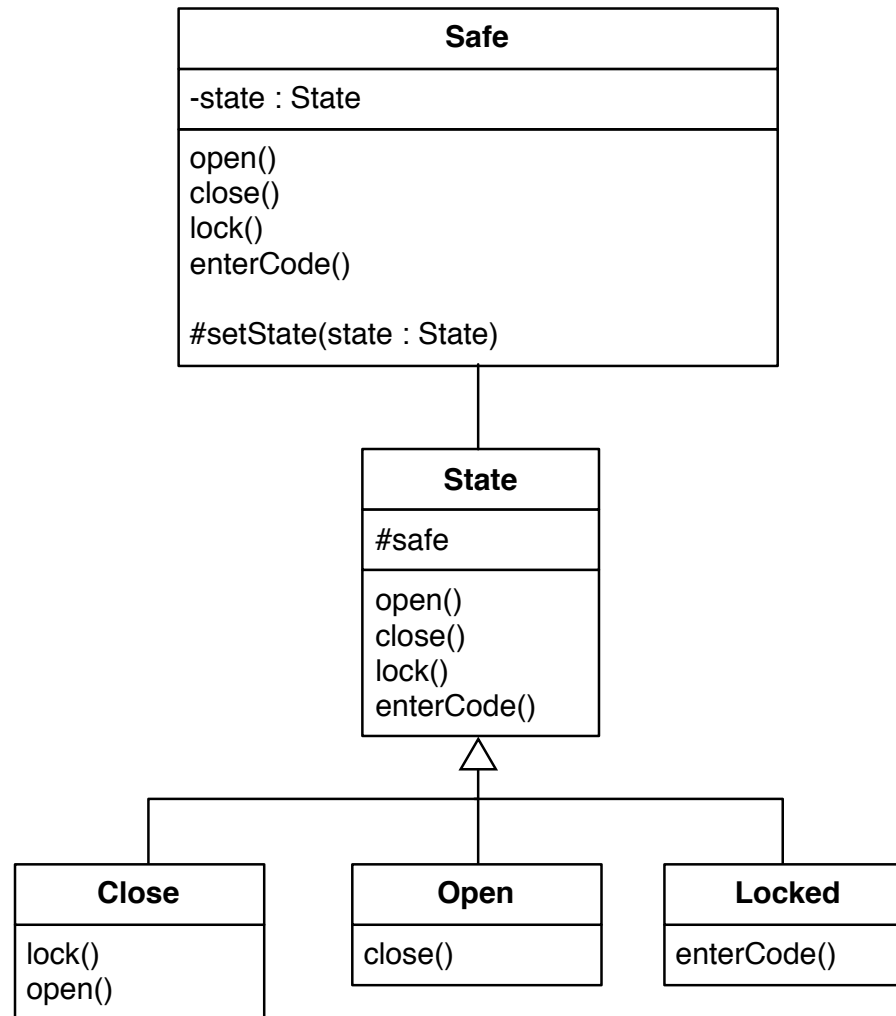 Safe
-state : State
open()
close()
lock()
enterCode()
#setState(state : State)
State
#safe
open()
close()
lock()
enterCode()
Close
lock()
open()
Open
close()
Locked
enterCode()